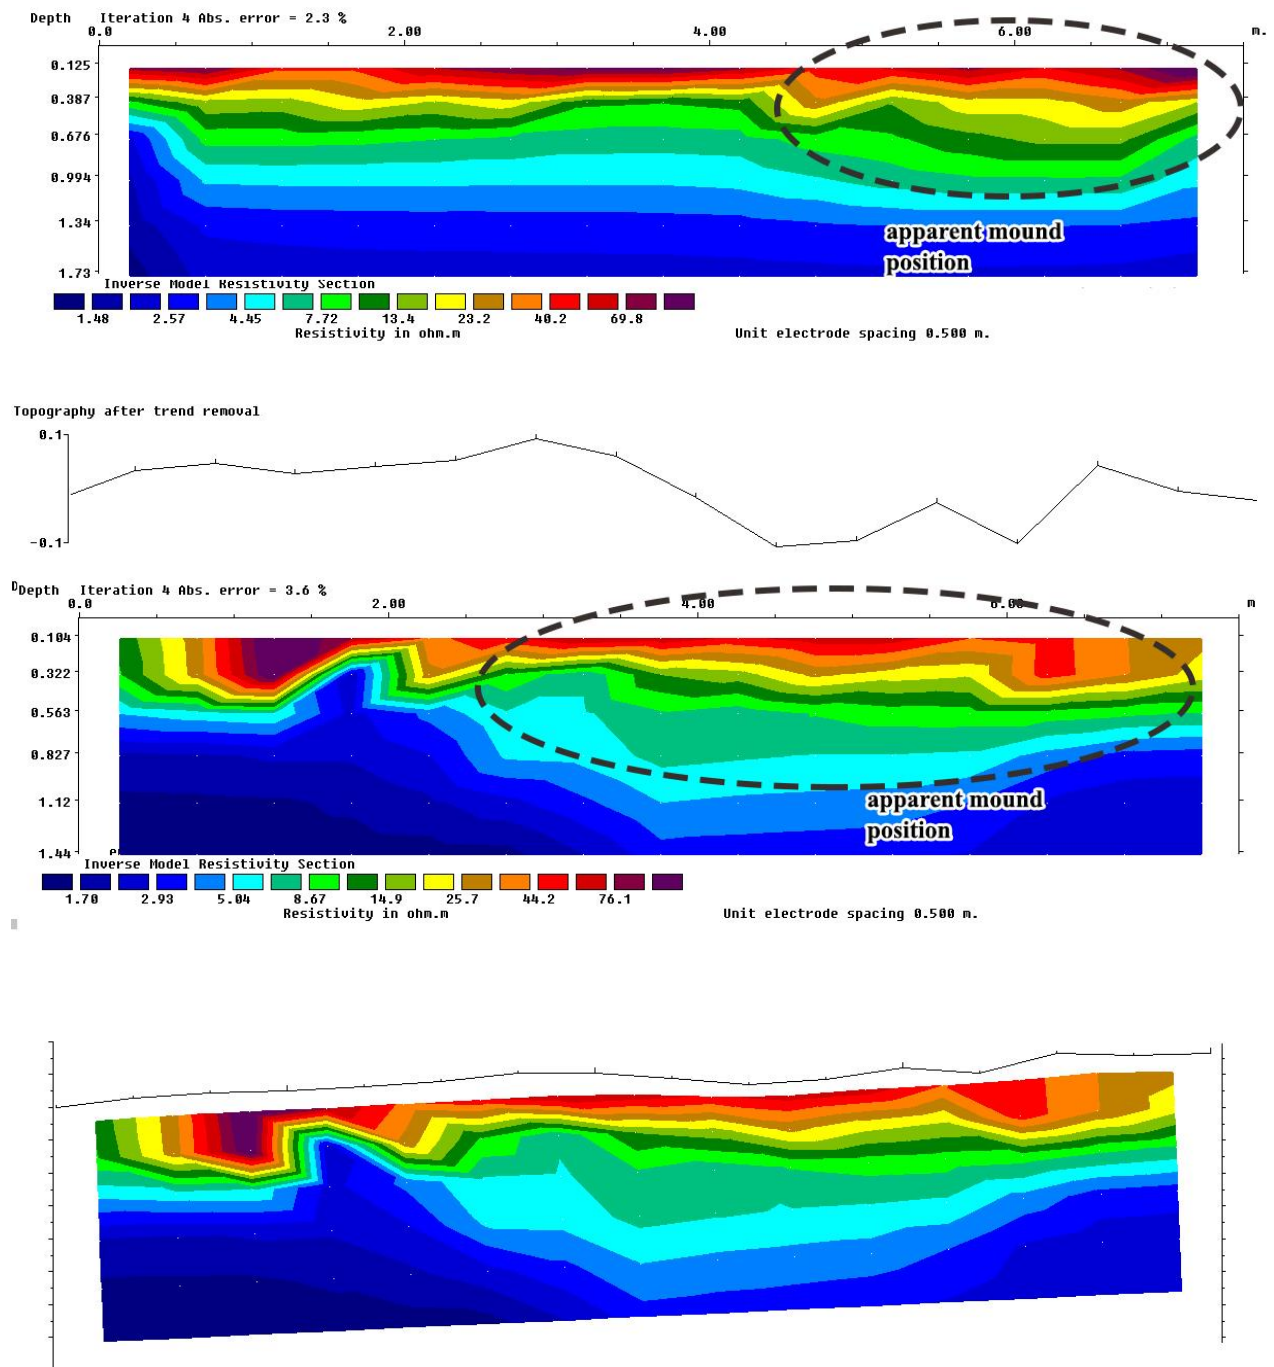 Depth Iteration 4 Abs. error = 2.3 %
0.0 2.00 4.00 6.00 m.
0.125
0.387
0.676
0.994
1.34
1.73
apparent mound
position
Inverse Model Resistivity Section
1.48 2.57 4.45 7.72 13.4 23.2 40.2 69.8
Resistivity in ohm.m Unit electrode spacing 0.500 m.
Topography after trend removal
0.1
-0.1
Depth Iteration 4 Abs. error = 3.6 %
0.0 2.00 4.00 6.00 m
0.104
0.322
0.563
0.827
1.12
1.44
apparent mound
position
Inverse Model Resistivity Section
1.70 2.93 5.04 8.67 14.9 25.7 44.2 76.1
Resistivity in ohm.m Unit electrode spacing 0.500 m.